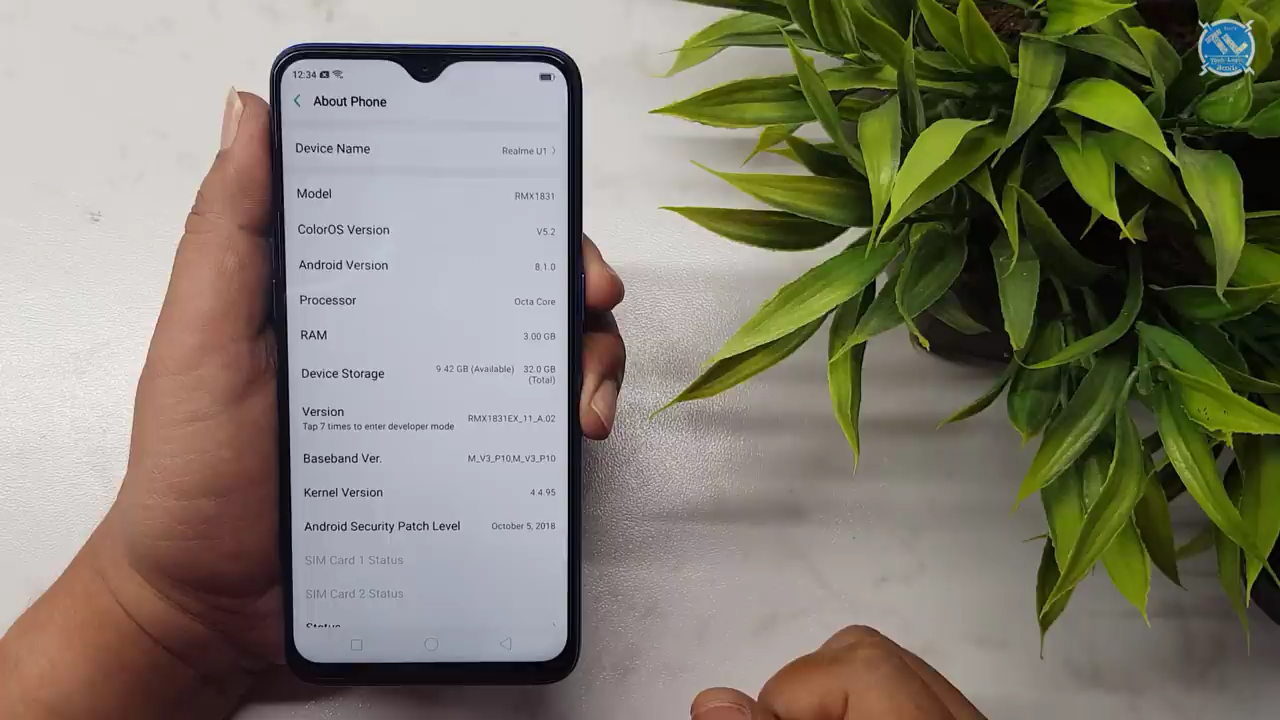 12:34
About Phone
Device Name Realme U1
Model RMX1831
ColorOS Version V5.2
Android Version 8.1.0
Processor Octa Core
RAM 3.00 GB
Device Storage 9.42 GB (Available) 32.0 GB
(Total)
Version RMX1831EX_11_A.02
Tap 7 times to enter developer mode
Baseband Ver. M_V3_P10,M_V3_P10
Kernel Version 4.4.95
Android Security Patch Level October 5, 2018
SIM Card 1 Status
SIM Card 2 Status
Status